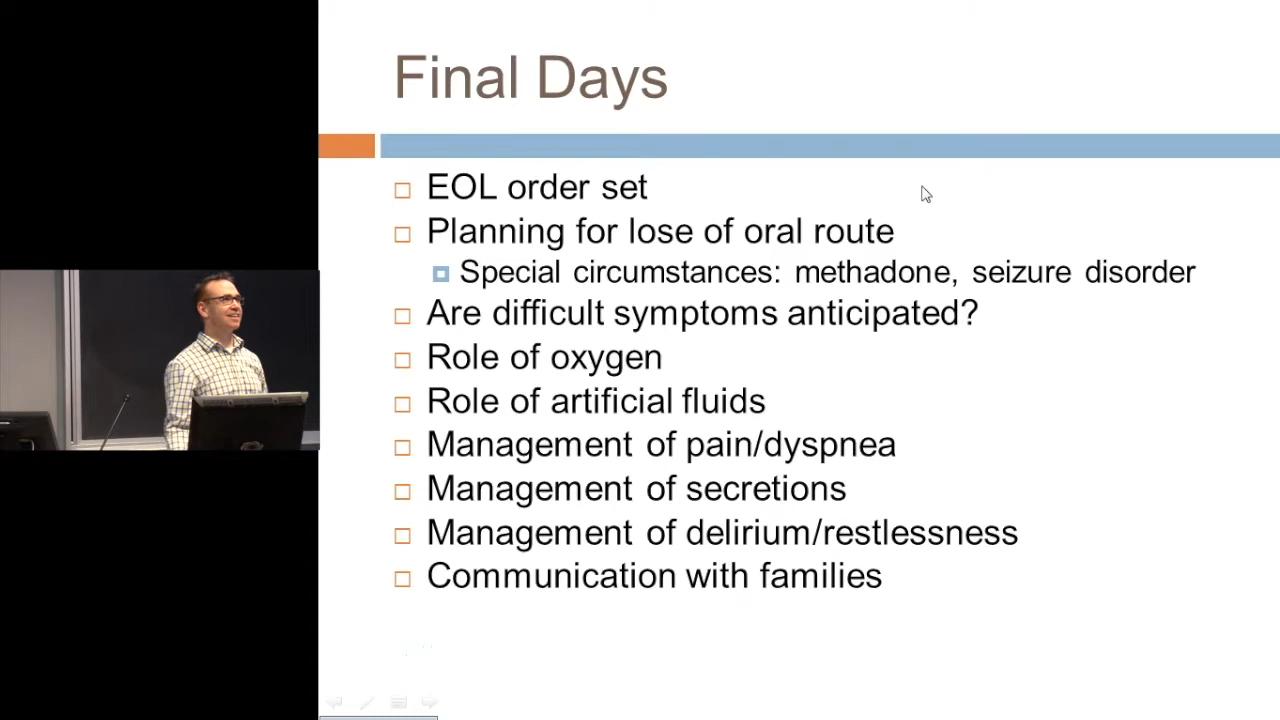 Final Days
EOL order set
Planning for lose of oral route
Special circumstances: methadone, seizure disorder
Are difficult symptoms anticipated?
Role of oxygen
Role of artificial fluids
Management of pain/dyspnea
Management of secretions
Management of delirium/restlessness
Communication with families